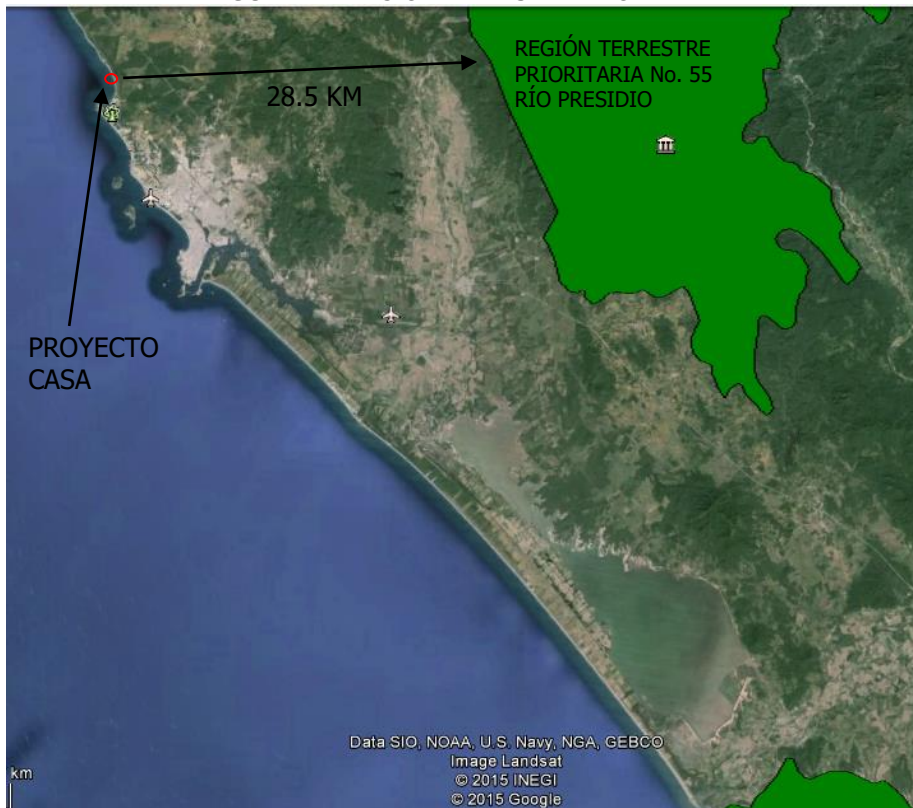 REGIÓN TERRESTRE
PRIORITARIA No. 55
RÍO PRESIDIO
28.5 KM
PROYECTO
CASA
Data SIO, NOAA, U.S. Navy, NGA, GEBCO
Image Landsat
© 2015 INEGI
© 2015 Google
km